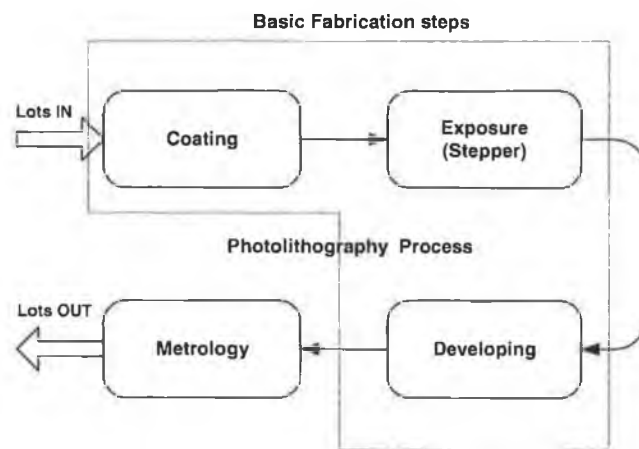 Basic Fabrication steps
Lots IN
Coating
Exposure
(Stepper)
Photolithography Process
Lots OUT
Metrology
Developing